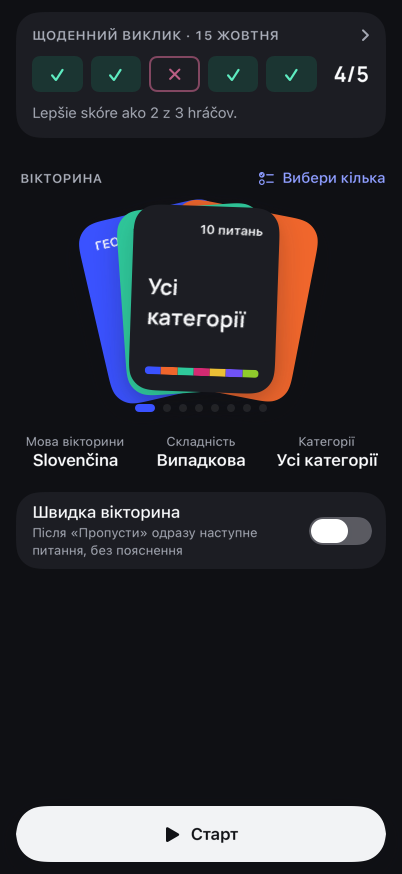 ЩОДЕННИЙ ВИКЛИК · 15 ЖОВТНЯ
4/5
Lepšie skóre ako 2 z 3 hráčov.
ВІКТОРИНА
Вибери кілька
ГЕО
10 питань
Усі
категорії
Мова вікторини
Складність
Категорії
Slovenčina
Випадкова
Усі категорії
Швидка вікторина
Після «Пропусти» одразу наступне
питання, без пояснення
Старт